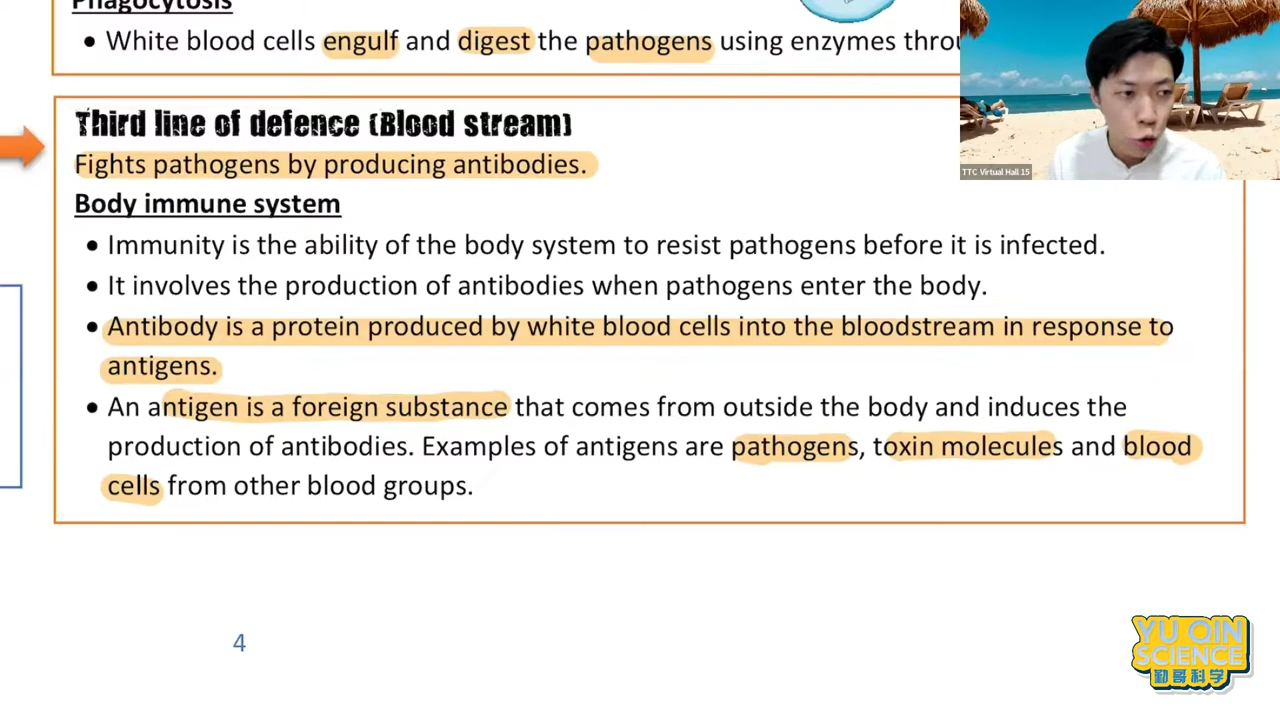 Phagocytosis
• White blood cells engulf and digest the pathogens using enzymes
Third line of defence (Blood stream)
Fights pathogens by producing antibodies.
Body immune system
• Immunity is the ability of the body system to resist pathogens before it is infected.
• It involves the production of antibodies when pathogens enter the body.
• Antibody is a protein produced by white blood cells into the bloodstream in response to
antigens.
• An antigen is a foreign substance that comes from outside the body and induces the
production of antibodies. Examples of antigens are pathogens, toxin molecules and blood
cells from other blood groups.
4
TTC Virtual Hall 15
YU QIN
SCIENCE
勤哥科学